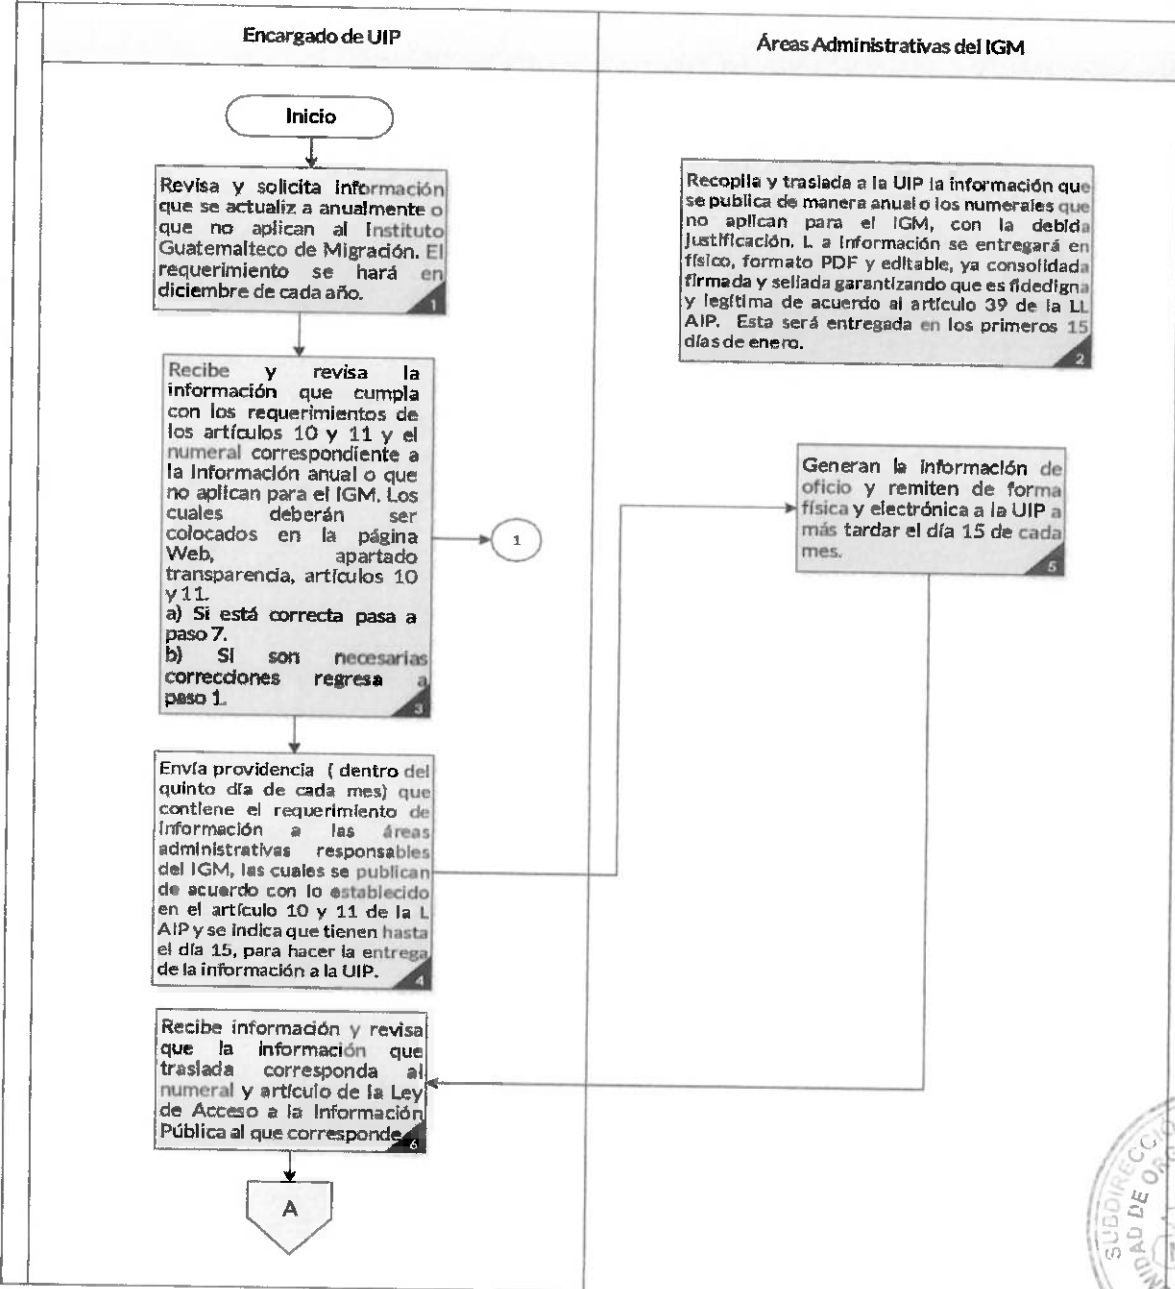 Encargado de UIP
Áreas Administrativas del IGM
Inicio
Revisa y solicita información
que se actualiz a anualmente o
que no aplican al Instituto
Guatemalteco de Migración. El
requerimiento se hará en
diciembre de cada año.
1
Recopila y traslada a la UIP la información que
se publica de manera anual o los numerales que
no aplican para el IGM, con la debida
justificación. L a información se entregará en
físico, formato PDF y editable, ya consolidada
firmada y sellada garantizando que es fidedigna
y legítima de acuerdo al artículo 39 de la LL
AIP. Esta será entregada en los primeros 15
días de enero.
2
Recibe y revisa la
información que cumpla
con los requerimientos de
los artículos 10 y 11 y el
numeral correspondiente a
la información anual o que
no aplican para el IGM. Los
cuales deberán ser
colocados en la página
Web, apartado
transparencia, artículos 10
y 11.
a) Si está correcta pasa a
paso 7.
b) Si son necesarias
correcciones regresa a
paso 1.
3
1
Generan la información de
oficio y remiten de forma
física y electrónica a la UIP a
más tardar el día 15 de cada
mes.
5
Envía providencia ( dentro del
quinto día de cada mes) que
contiene el requerimiento de
información a las áreas
administrativas responsables
del IGM, las cuales se publican
de acuerdo con lo establecido
en el artículo 10 y 11 de la L
AIP y se indica que tienen hasta
el día 15, para hacer la entrega
de la información a la UIP.
4
Recibe información y revisa
que la información que
traslada corresponda al
numeral y artículo de la Ley
de Acceso a la Información
Pública al que corresponde
6
A
SUBDIRECCIÓ
DE